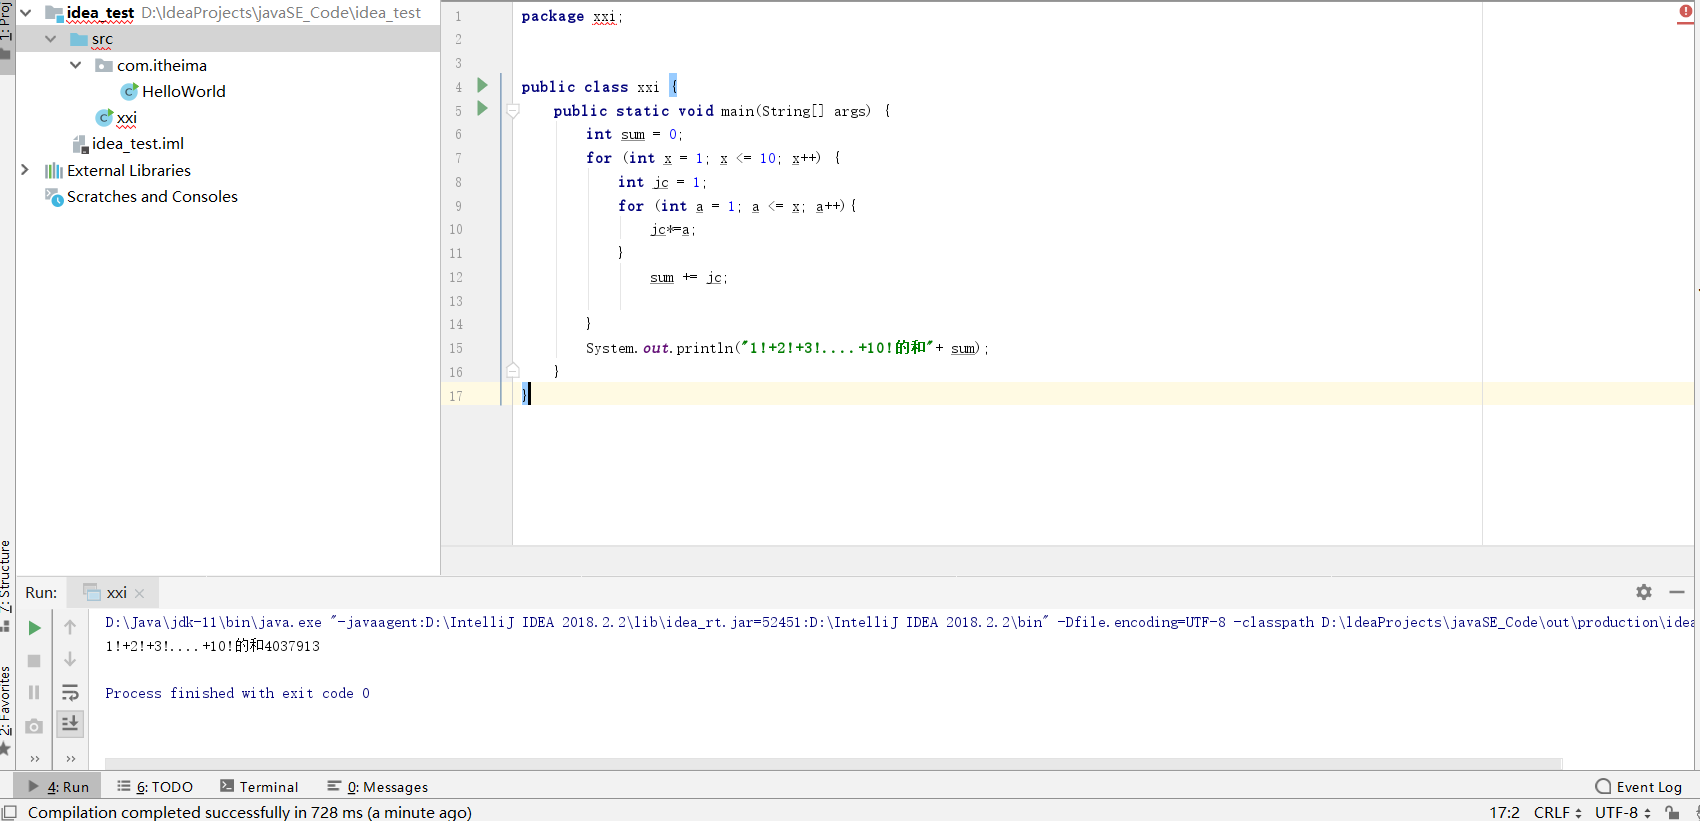 1: Proj
idea_test D:\IdeaProjects\javaSE_Code\idea_test
src
com.itheima
HelloWorld
xxi
idea_test.iml
External Libraries
Scratches and Consoles
1 package xxi;
2
3
4 public class xxi {
5 public static void main(String[] args) {
6 int sum = 0;
7 for (int x = 1; x <= 10; x++) {
8 int jc = 1;
9 for (int a = 1; a <= x; a++){
10 jc*=a;
11 }
12 sum += jc;
13
14 }
15 System.out.println("1!+2!+3!....+10!的和"+ sum);
16 }
17 }
7: Structure
2: Favorites
Run: xxi
D:\Java\jdk-11\bin\java.exe "-javaagent:D:\IntelliJ IDEA 2018.2.2\lib\idea_rt.jar=52451:D:\IntelliJ IDEA 2018.2.2\bin" -Dfile.encoding=UTF-8 -classpath D:\ldeaProjects\javaSE_Code\out\production\idea
1!+2!+3!....+10!的和4037913
Process finished with exit code 0
4: Run 6: TODO Terminal 0: Messages Event Log
Compilation completed successfully in 728 ms (a minute ago) 17:2 CRLF UTF-8